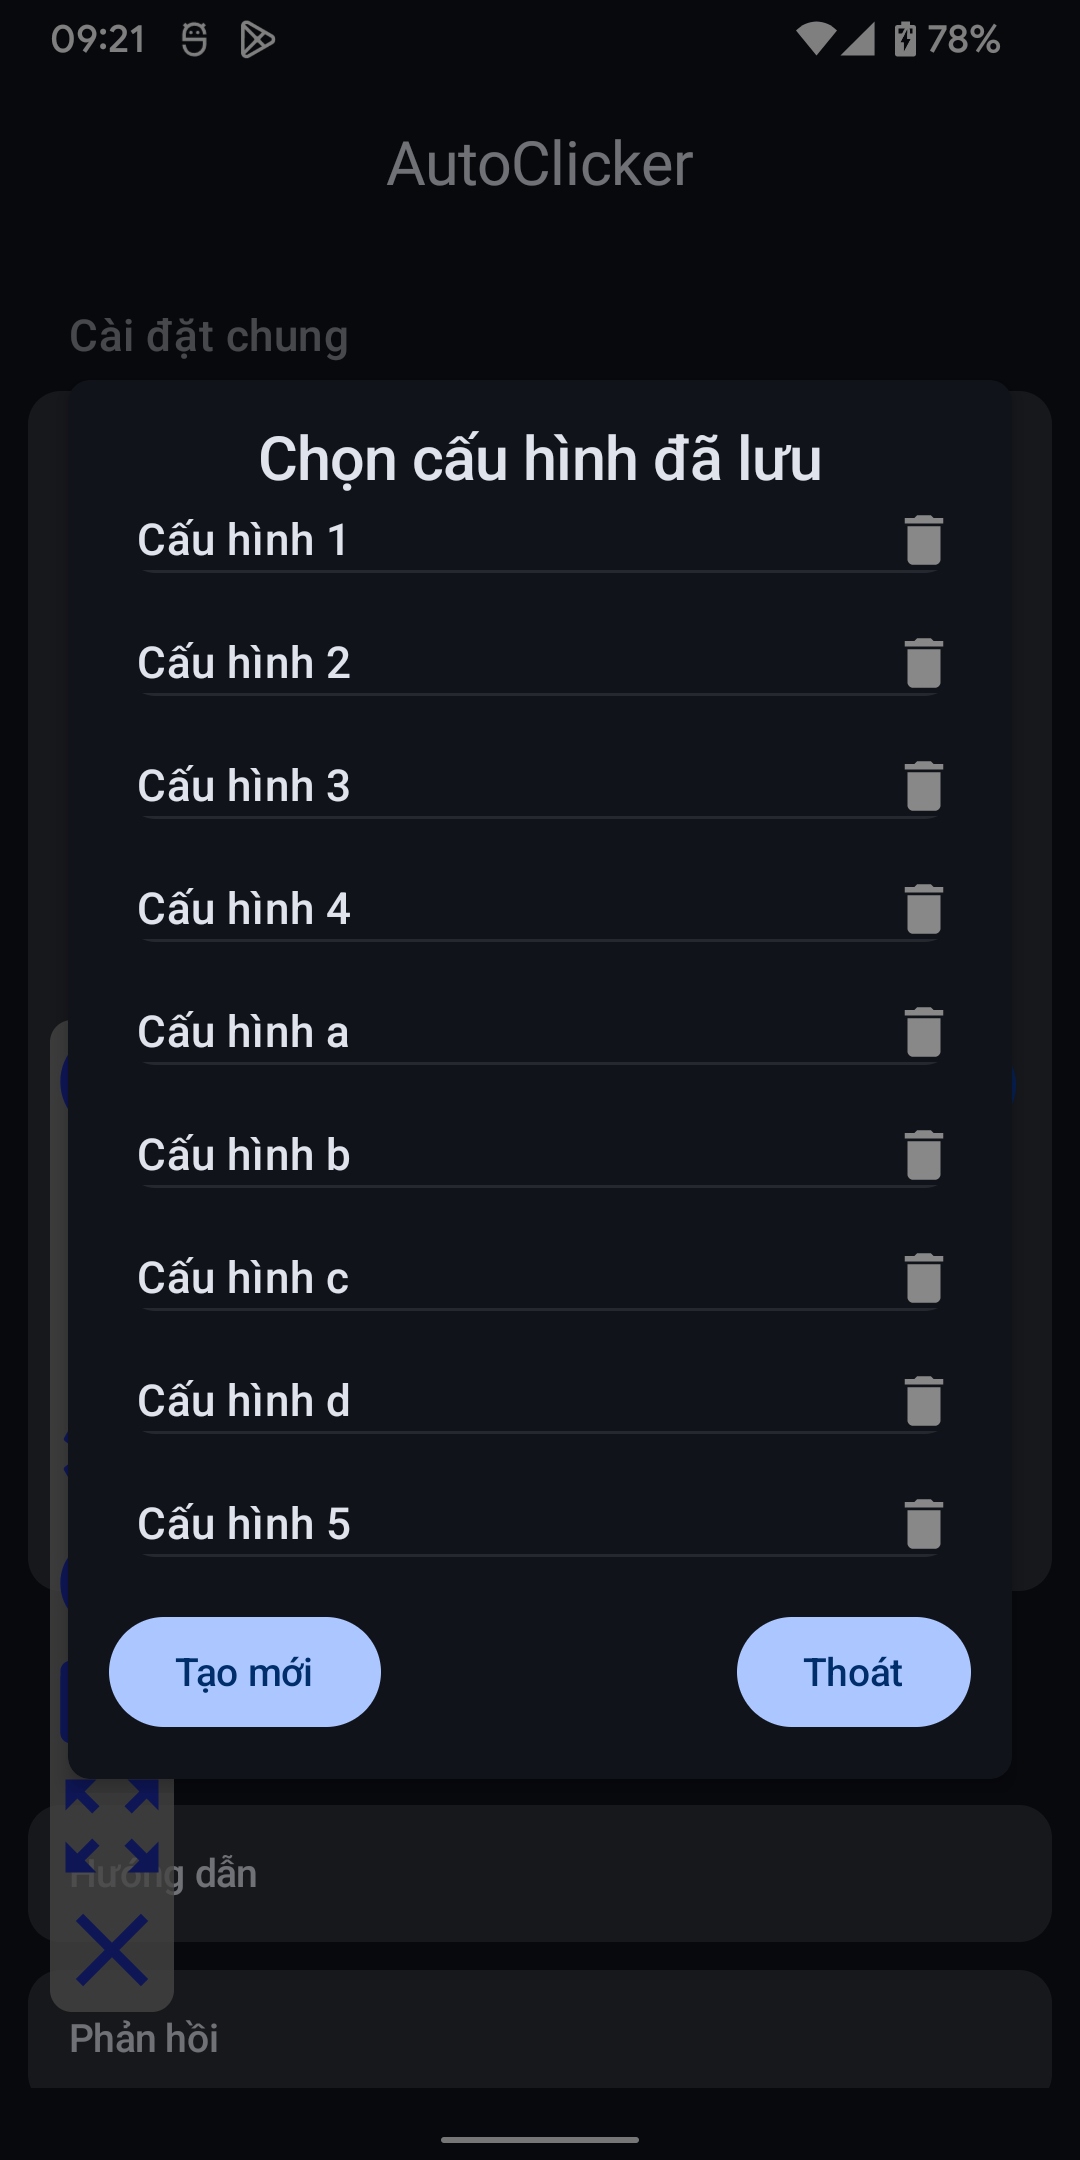 09:21
78%
AutoClicker
Cài đặt chung
Chọn cấu hình đã lưu
Cấu hình 1
Cấu hình 2
Cấu hình 3
Cấu hình 4
Cấu hình a
Cấu hình b
Cấu hình c
Cấu hình d
Cấu hình 5
Tạo mới
Thoát
Hướng dẫn
Phản hồi